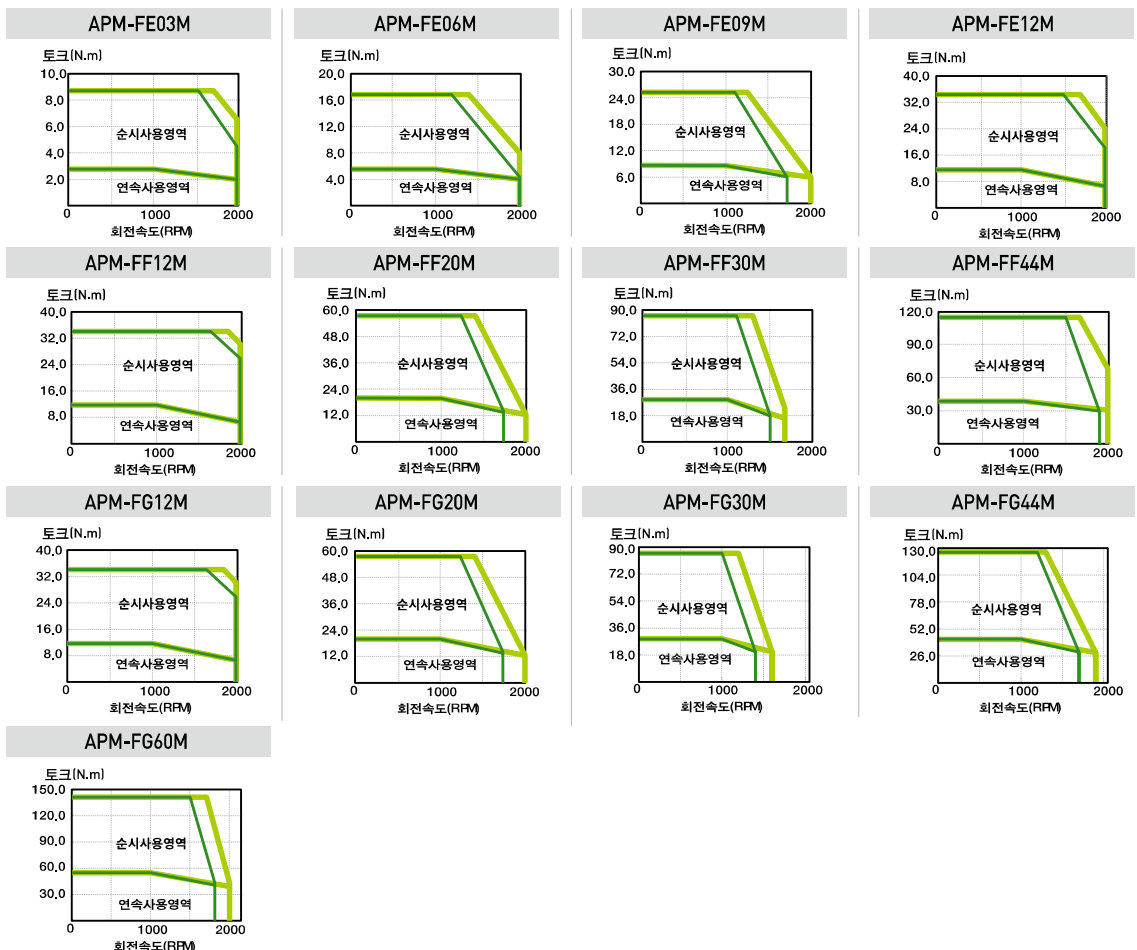 APM-FE03M
토크(N.m)
10.0
8.0
6.0
4.0
2.0
순시사용영역
연속사용영역
0 1000 2000
회전속도(RPM)
APM-FE06M
토크(N.m)
20.0
16.0
12.0
8.0
4.0
순시사용영역
연속사용영역
0 1000 2000
회전속도(RPM)
APM-FE09M
토크(N.m)
30.0
24.0
18.0
12.0
6.0
순시사용영역
연속사용영역
0 1000 2000
회전속도(RPM)
APM-FE12M
토크(N.m)
40.0
32.0
24.0
16.0
8.0
순시사용영역
연속사용영역
0 1000 2000
회전속도(RPM)
APM-FF12M
토크(N.m)
40.0
32.0
24.0
16.0
8.0
순시사용영역
연속사용영역
0 1000 2000
회전속도(RPM)
APM-FF20M
토크(N.m)
60.0
48.0
36.0
24.0
12.0
순시사용영역
연속사용영역
0 1000 2000
회전속도(RPM)
APM-FF30M
토크(N.m)
90.0
72.0
54.0
36.0
18.0
순시사용영역
연속사용영역
0 1000 2000
회전속도(RPM)
APM-FF44M
토크(N.m)
120.0
90.0
60.0
30.0
순시사용영역
연속사용영역
0 1000 2000
회전속도(RPM)
APM-FG12M
토크(N.m)
40.0
32.0
24.0
16.0
8.0
순시사용영역
연속사용영역
0 1000 2000
회전속도(RPM)
APM-FG20M
토크(N.m)
60.0
48.0
36.0
24.0
12.0
순시사용영역
연속사용영역
0 1000 2000
회전속도(RPM)
APM-FG30M
토크(N.m)
90.0
72.0
54.0
36.0
18.0
순시사용영역
연속사용영역
0 1000 2000
회전속도(RPM)
APM-FG44M
토크(N.m)
130.0
104.0
78.0
52.0
26.0
순시사용영역
연속사용영역
0 1000 2000
회전속도(RPM)
APM-FG60M
토크(N.m)
150.0
120.0
90.0
60.0
30.0
순시사용영역
연속사용영역
0 1000 2000
회전속도(RPM)